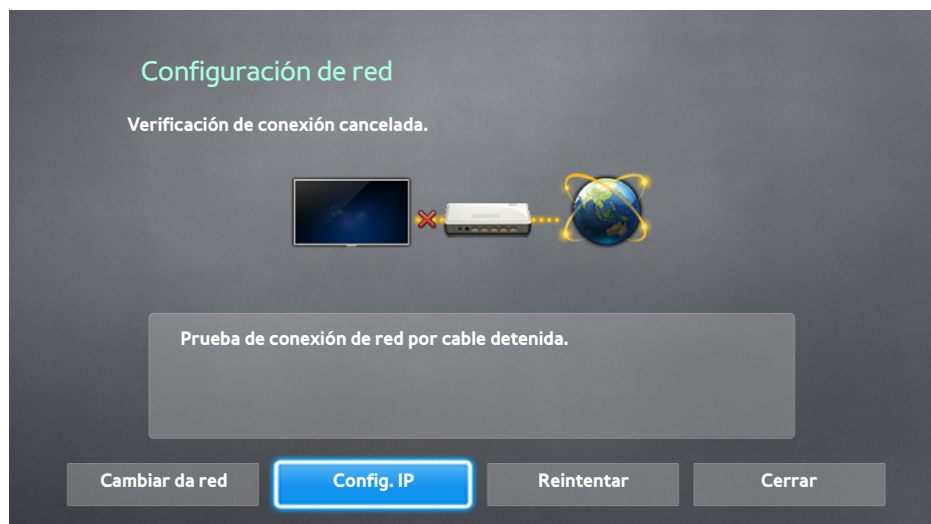 Configuración de red
Verificación de conexión cancelada.
SAMSUNG
Prueba de conexión de red por cable detenida.
Cambiar da red
Config. IP
Reintentar
Cerrar